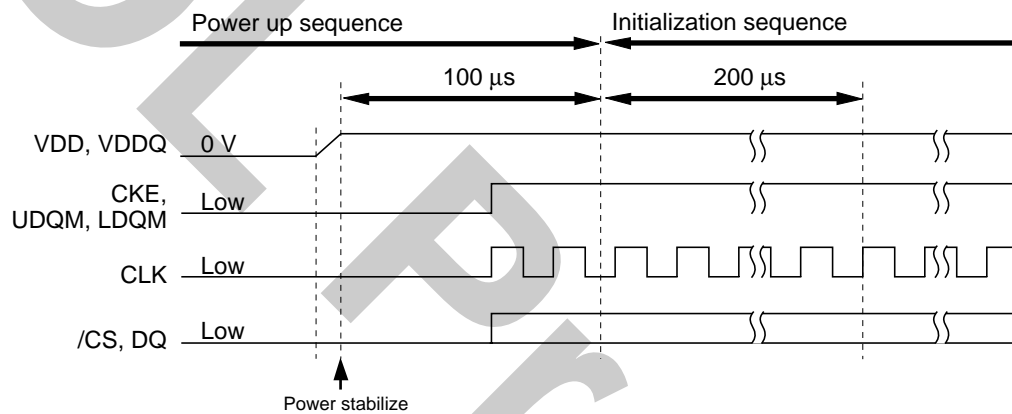 Power up sequence Initialization sequence
100 μs 200 μs
VDD, VDDQ 0 V
CKE,
UDQM, LDQM Low
CLK Low
/CS, DQ Low
Power stabilize